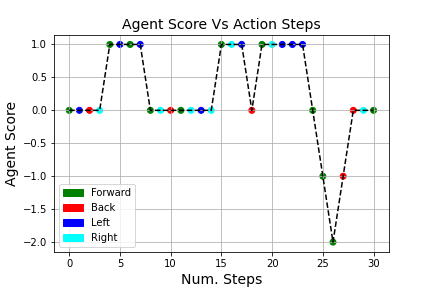 Agent Score Vs Action Steps
Agent Score
1.0
0.5
0.0
−0.5
−1.0
−1.5
−2.0
Forward
Back
Left
Right
0 5 10 15 20 25 30
Num. Steps